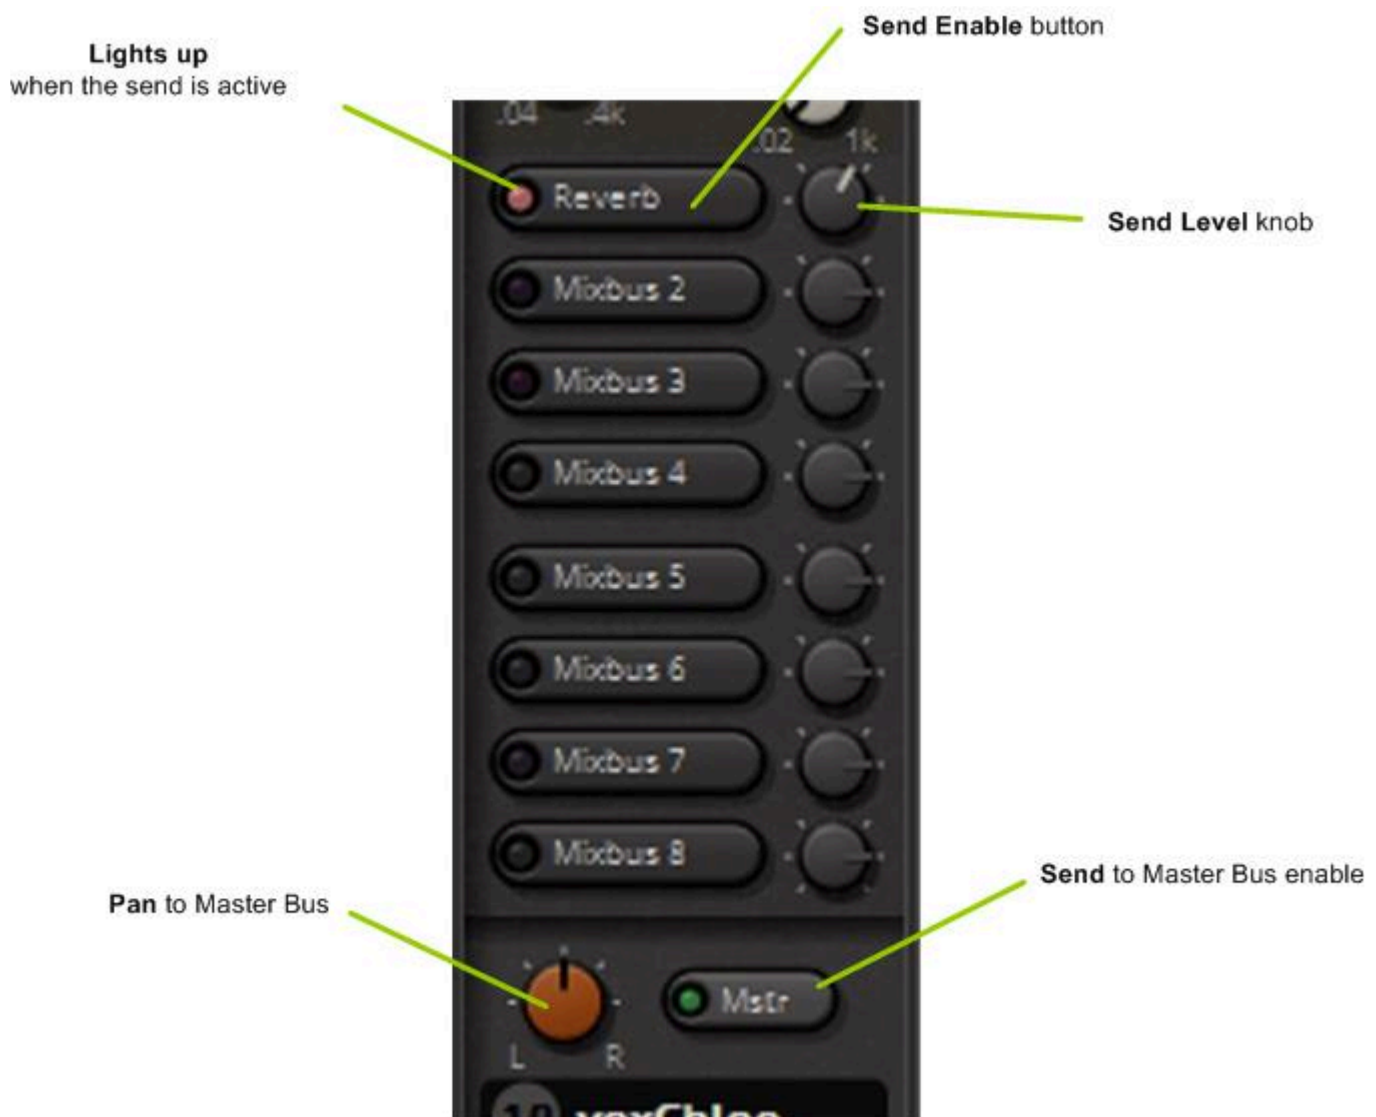 Send Enable button
Lights up
when the send is active
.04 .4k
.02 1k
Reverb
Send Level knob
Mixbus 2
Mixbus 3
Mixbus 4
Mixbus 5
Mixbus 6
Mixbus 7
Mixbus 8
Send to Master Bus enable
Pan to Master Bus
Mstr
L R
10 voxChloe